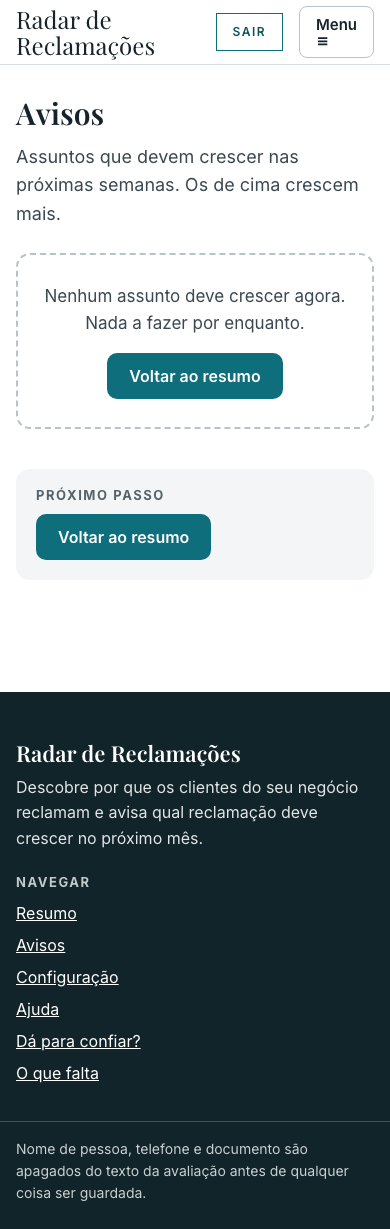 Radar de
Reclamações
SAIR
Menu
≡
Avisos
Assuntos que devem crescer nas
próximas semanas. Os de cima crescem
mais.
Nenhum assunto deve crescer agora.
Nada a fazer por enquanto.
Voltar ao resumo
PRÓXIMO PASSO
Voltar ao resumo
Radar de Reclamações
Descobre por que os clientes do seu negócio
reclamam e avisa qual reclamação deve
crescer no próximo mês.
NAVEGAR
Resumo
Avisos
Configuração
Ajuda
Dá para confiar?
O que falta
Nome de pessoa, telefone e documento são
apagados do texto da avaliação antes de qualquer
coisa ser guardada.